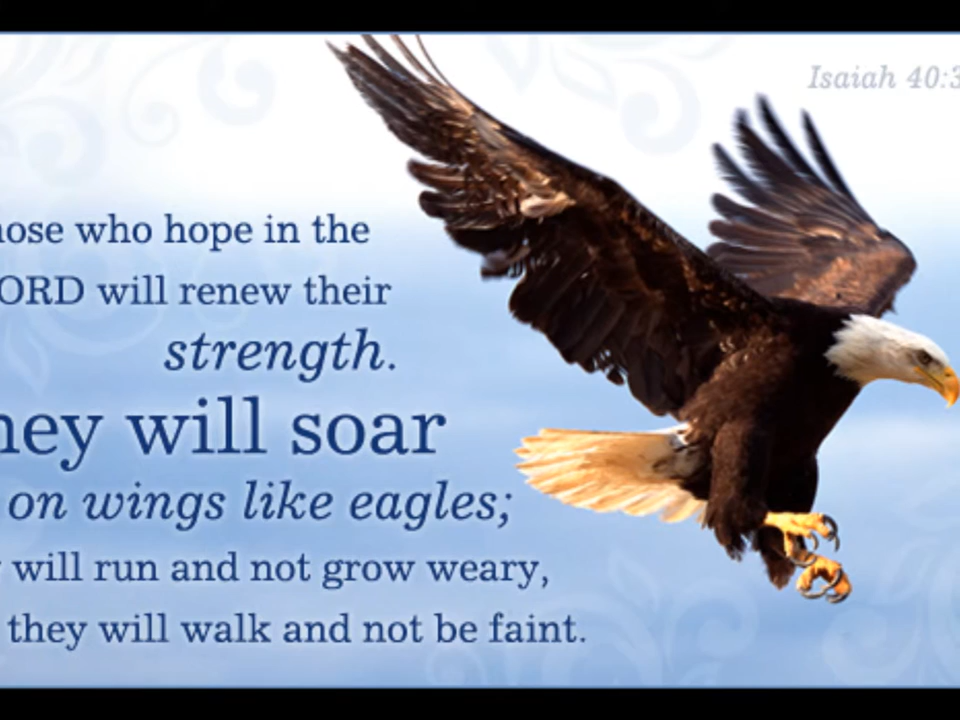 Isaiah 40:3
hose who hope in the
ORD will renew their
strength.
hey will soar
on wings like eagles;
will run and not grow weary,
they will walk and not be faint.